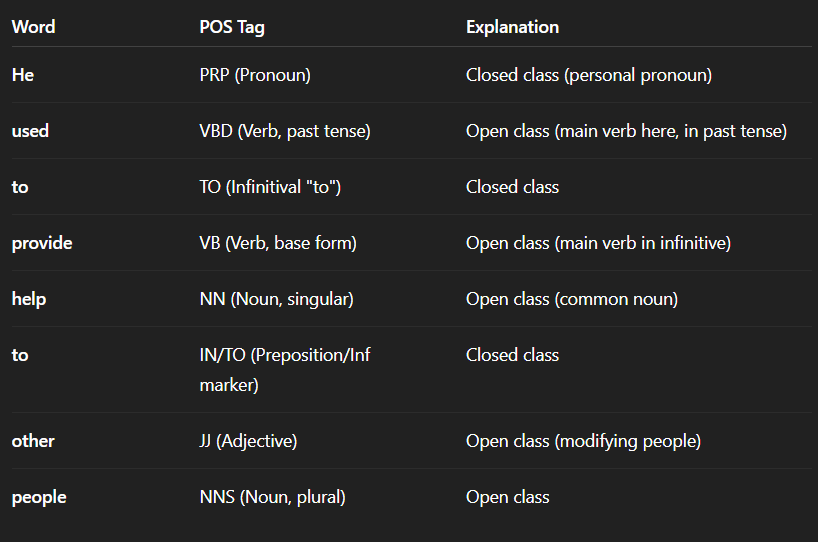 Word POS Tag Explanation
He PRP (Pronoun) Closed class (personal pronoun)
used VBD (Verb, past tense) Open class (main verb here, in past tense)
to TO (Infinitival "to") Closed class
provide VB (Verb, base form) Open class (main verb in infinitive)
help NN (Noun, singular) Open class (common noun)
to IN/TO (Preposition/Inf Closed class
marker)
other JJ (Adjective) Open class (modifying people)
people NNS (Noun, plural) Open class